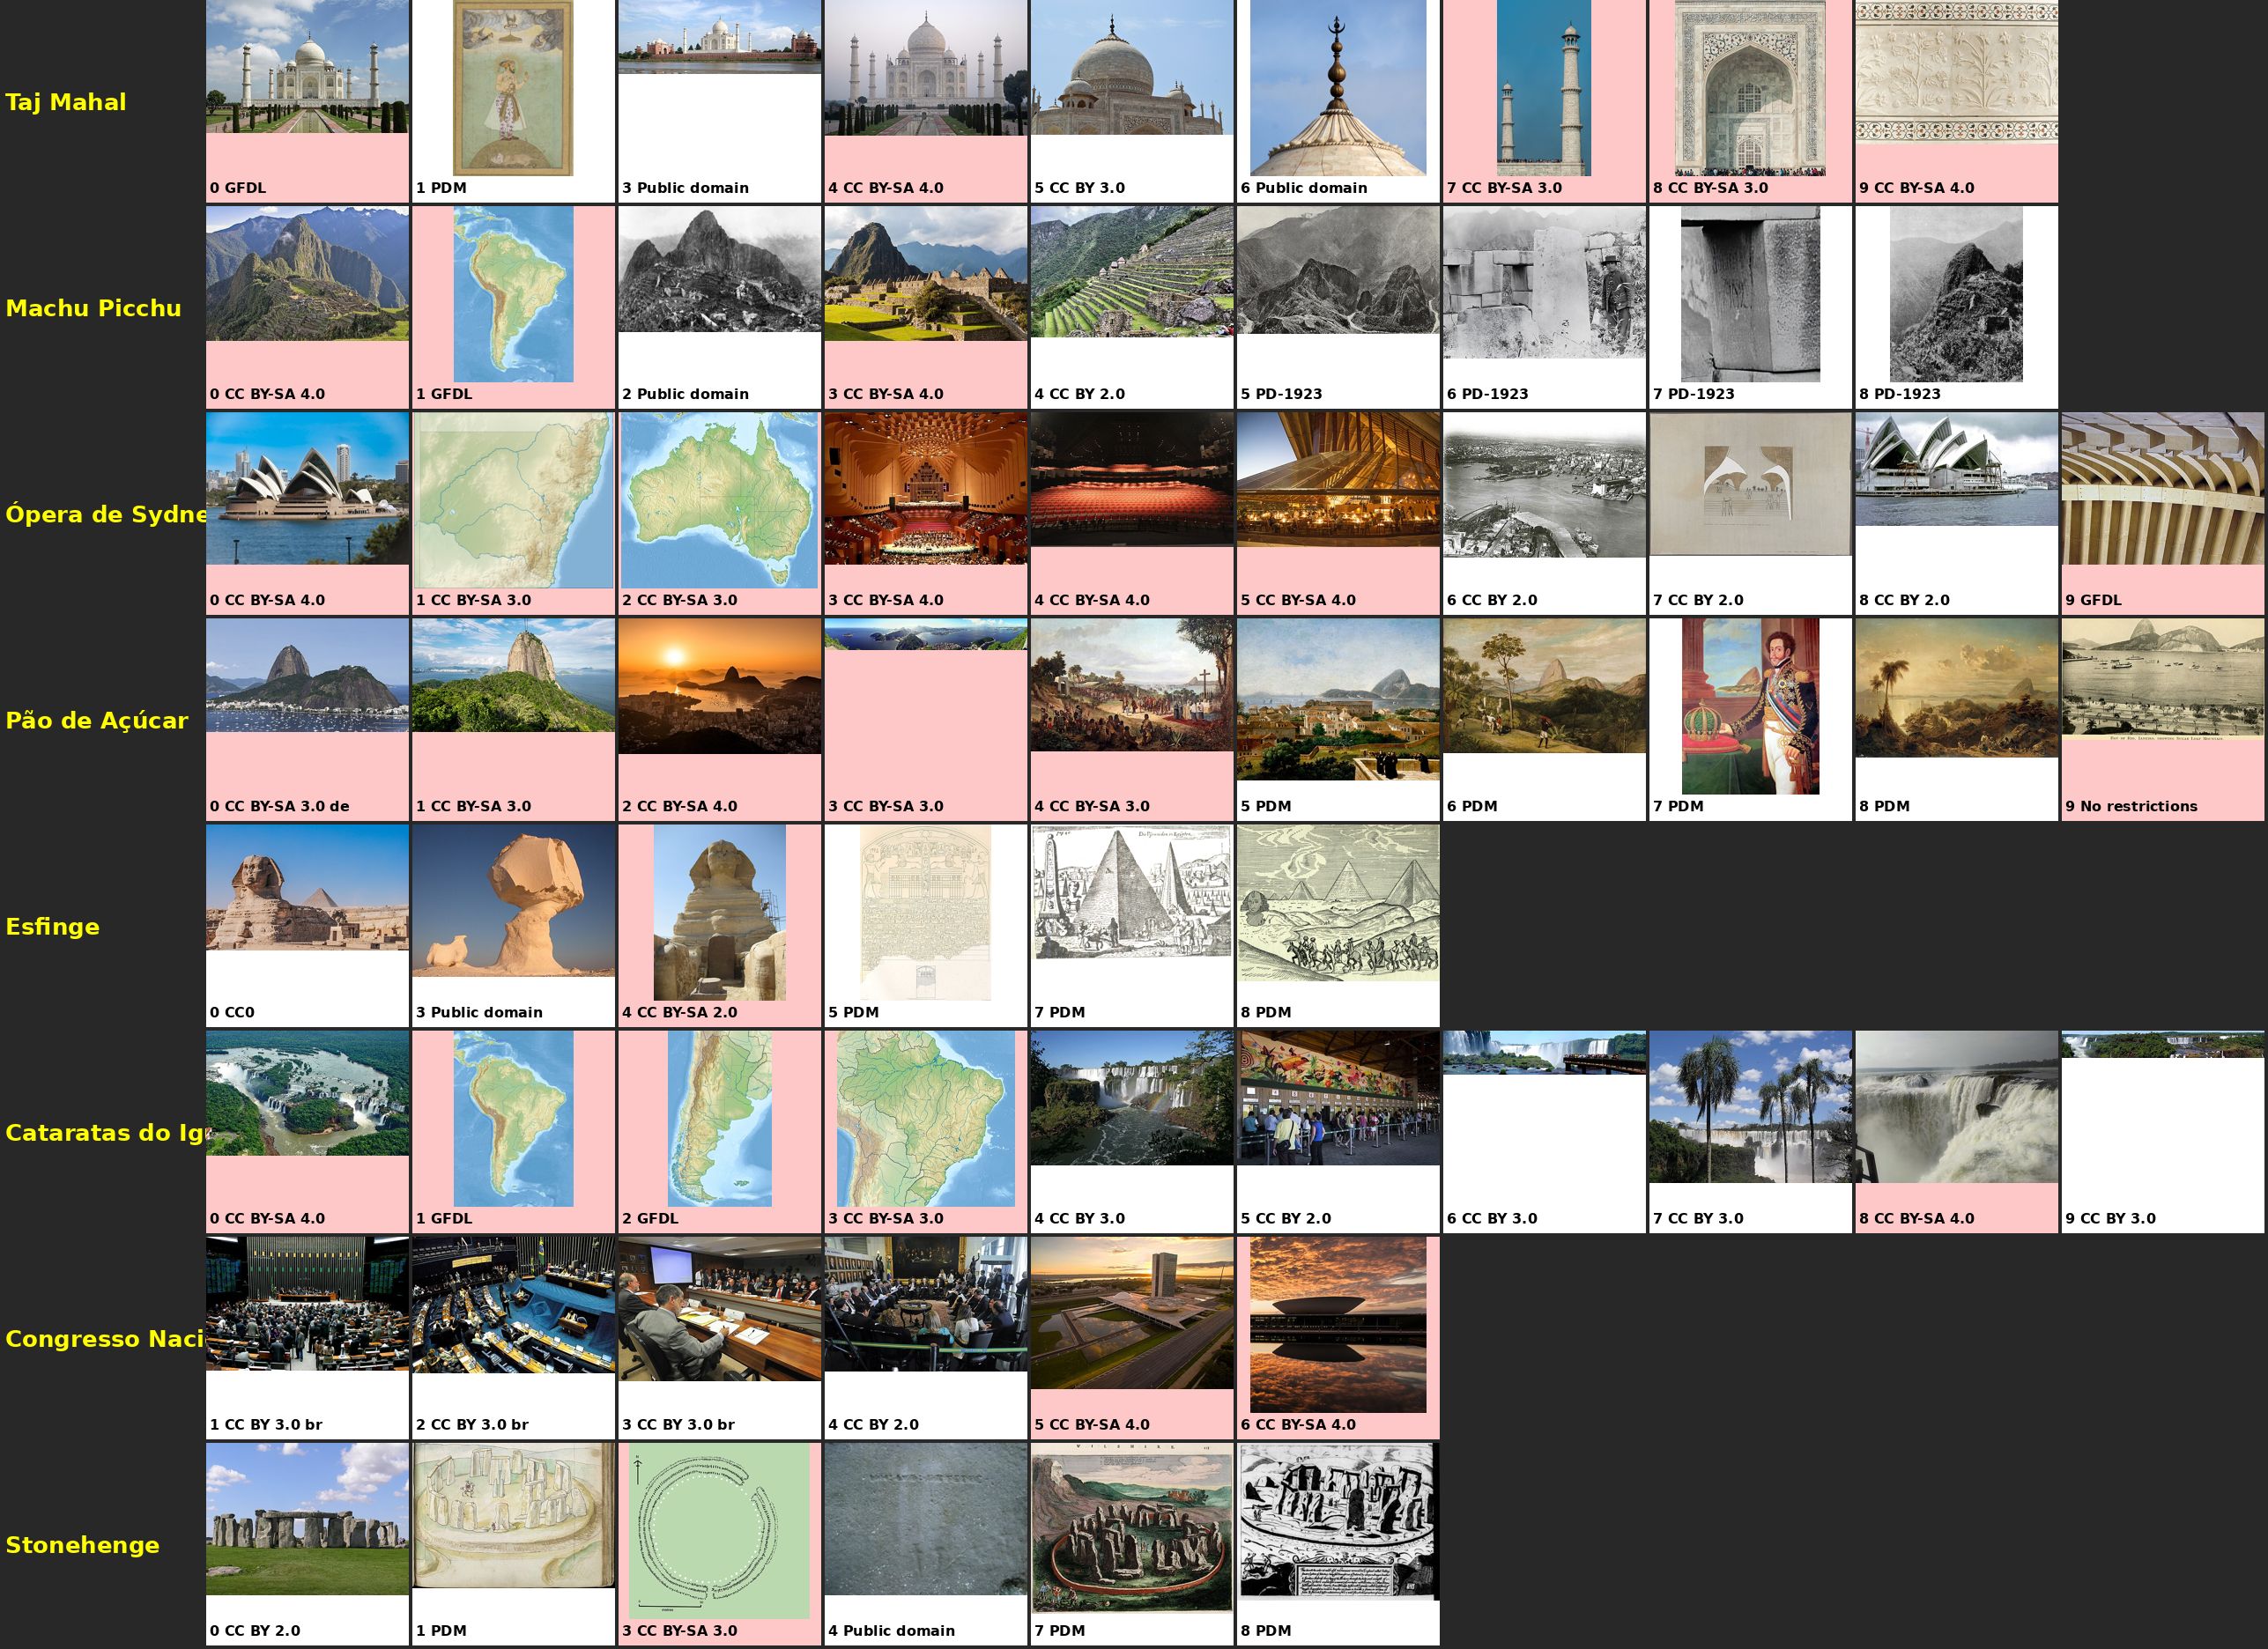 Taj Mahal
0 GFDL
1 PDM
3 Public domain
4 CC BY-SA 4.0
5 CC BY 3.0
6 Public domain
7 CC BY-SA 3.0
8 CC BY-SA 3.0
9 CC BY-SA 4.0
Machu Picchu
0 CC BY-SA 4.0
1 GFDL
2 Public domain
3 CC BY-SA 4.0
4 CC BY 2.0
5 PD-1923
6 PD-1923
7 PD-1923
8 PD-1923
Ópera de Sydne
0 CC BY-SA 4.0
1 CC BY-SA 3.0
2 CC BY-SA 3.0
3 CC BY-SA 4.0
4 CC BY-SA 4.0
5 CC BY-SA 4.0
6 CC BY 2.0
7 CC BY 2.0
8 CC BY 2.0
9 GFDL
Pão de Açúcar
0 CC BY-SA 3.0 de
1 CC BY-SA 3.0
2 CC BY-SA 4.0
3 CC BY-SA 3.0
4 CC BY-SA 3.0
5 PDM
6 PDM
7 PDM
8 PDM
9 No restrictions
Esfinge
0 CC0
3 Public domain
4 CC BY-SA 2.0
5 PDM
7 PDM
8 PDM
Cataratas do Ig
0 CC BY-SA 4.0
1 GFDL
2 GFDL
3 CC BY-SA 3.0
4 CC BY 3.0
5 CC BY 2.0
6 CC BY 3.0
7 CC BY 3.0
8 CC BY-SA 4.0
9 CC BY 3.0
Congresso Naci
1 CC BY 3.0 br
2 CC BY 3.0 br
3 CC BY 3.0 br
4 CC BY 2.0
5 CC BY-SA 4.0
6 CC BY-SA 4.0
Stonehenge
0 CC BY 2.0
1 PDM
3 CC BY-SA 3.0
4 Public domain
7 PDM
8 PDM